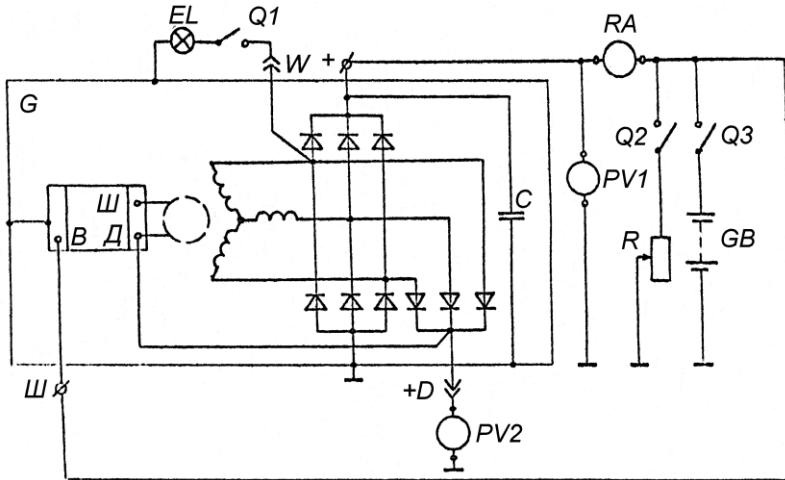 EL Q1 RA
W +
G
Q2 Q3
PV1
Ш C
В Д R GB
Ш +D
PV2